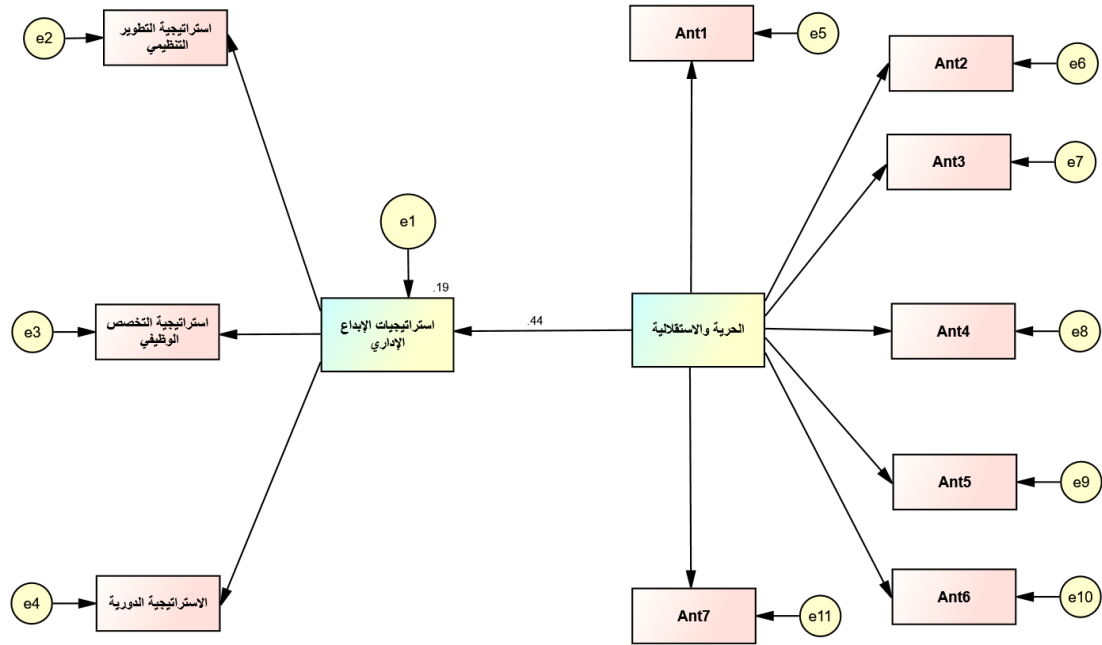 استراتيجية التطوير
التنظيمي
e2
Ant1
e5
Ant2
e6
Ant3
e7
e1
.19
استراتيجيات الإبداع
الإداري
.44
الحرية والاستقلالية
استراتيجية التخصص
الوظيفي
e3
Ant4
e8
Ant5
e9
الاستراتيجية الدورية
e4
Ant6
e10
Ant7
e11